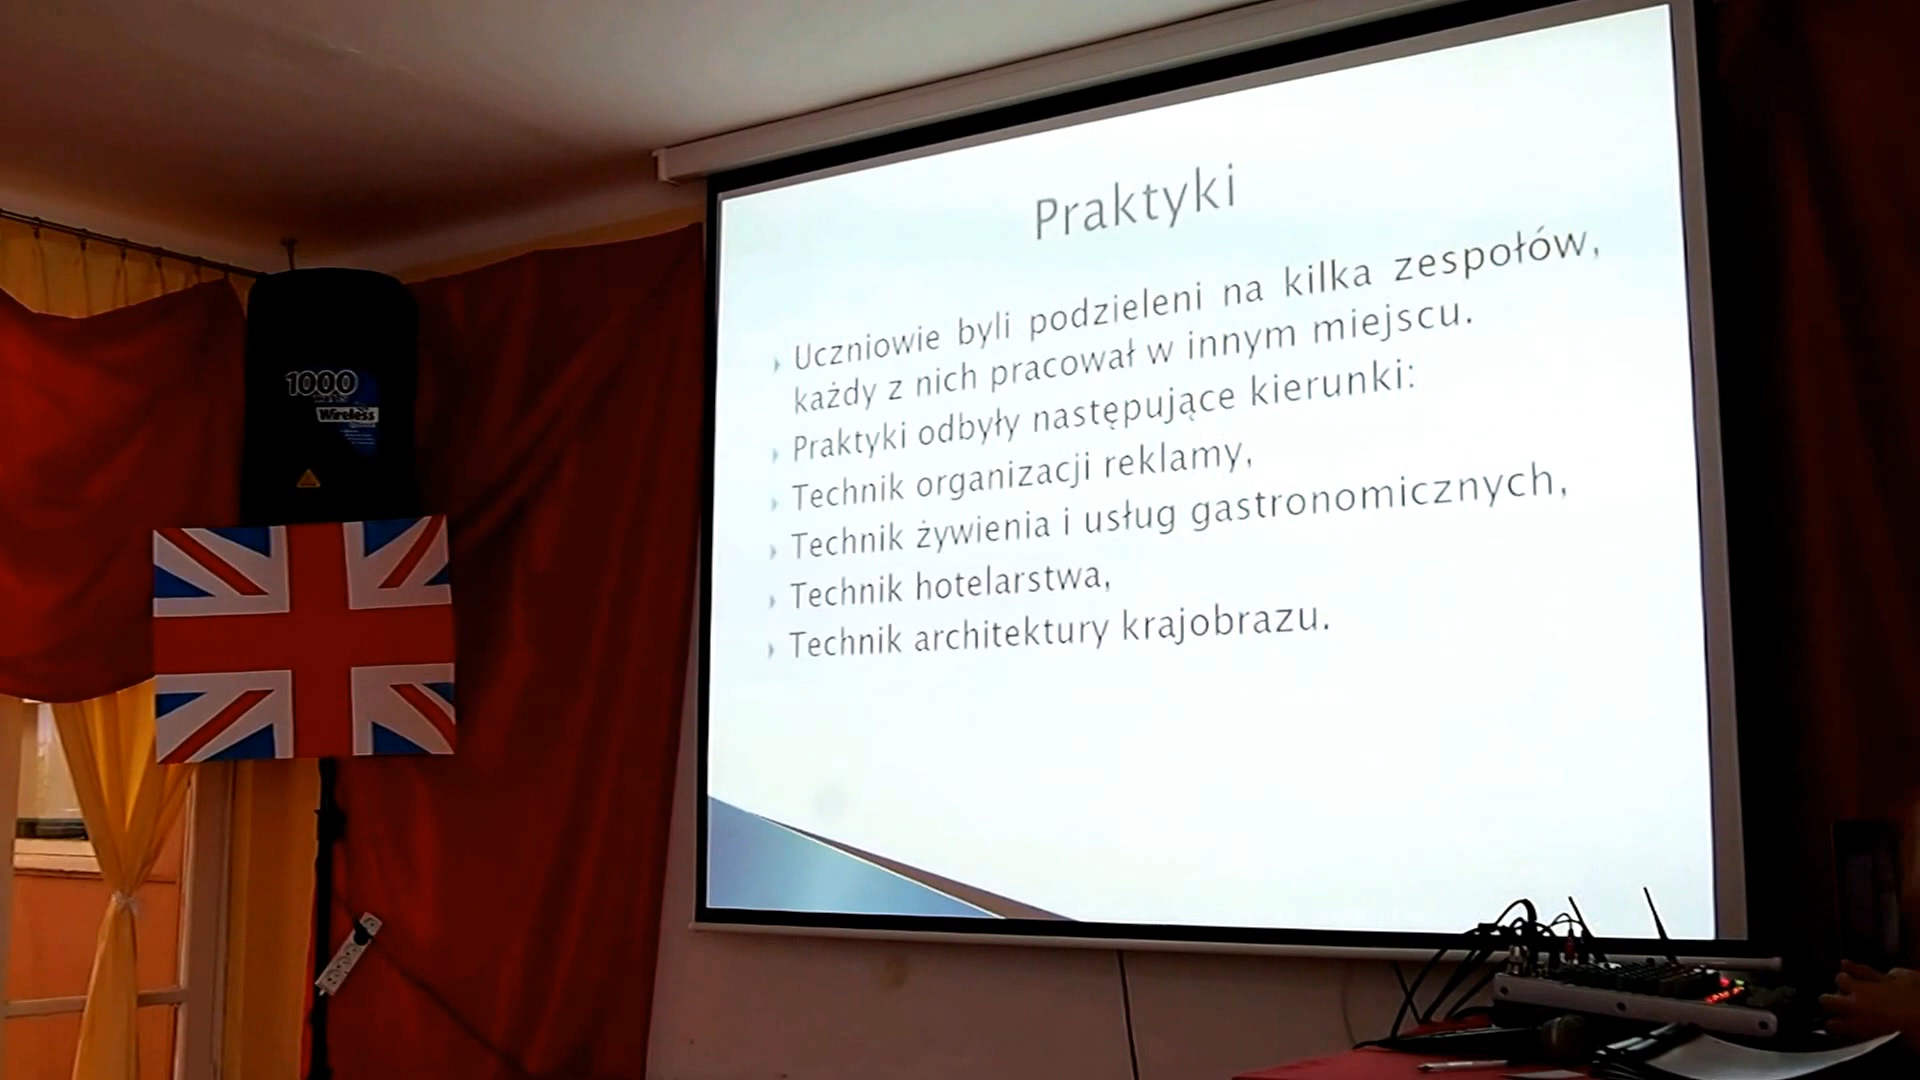 Praktyki
Uczniowie byli podzieleni na kilka zespołów,
każdy z nich pracował w innym miejscu.
Praktyki odbyły następujące kierunki:
Technik organizacji reklamy,
Technik żywienia i usług gastronomicznych,
Technik hotelarstwa,
Technik architektury krajobrazu.
1000
Wireless